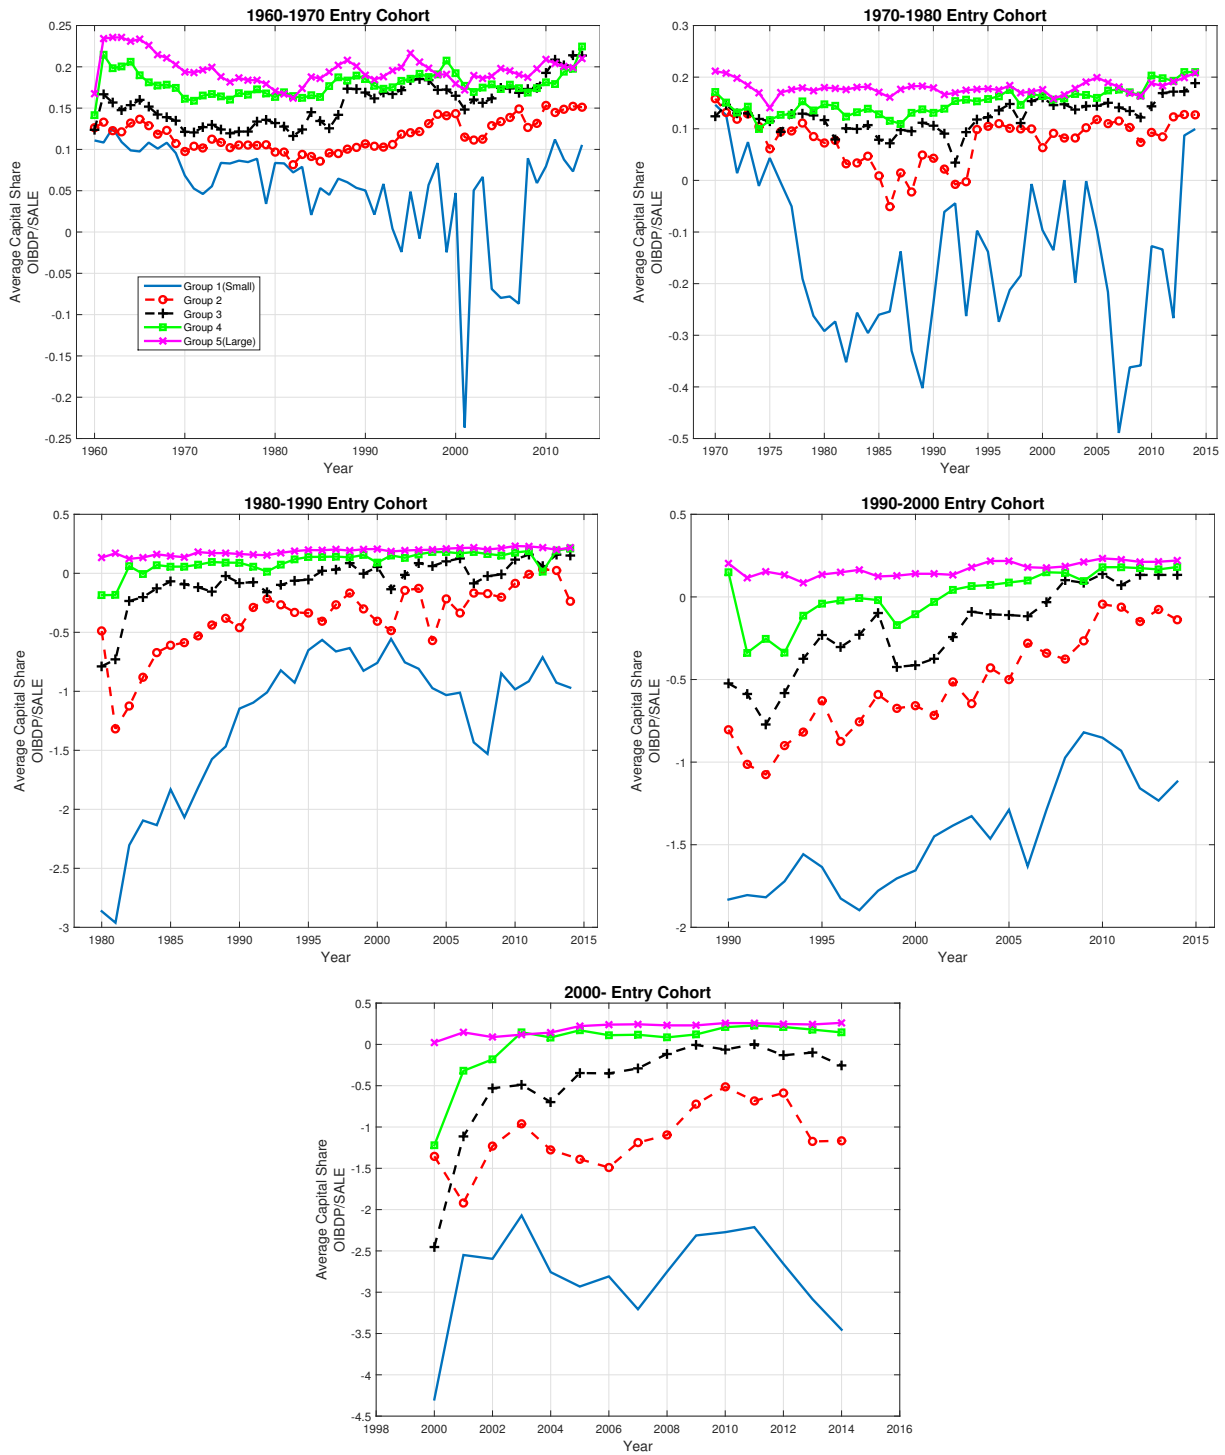 1960-1970 Entry Cohort
0.25
0.2
0.15
0.1
0.05
0
-0.05
-0.1
-0.15
-0.2
-0.25
Average Capital Share
OIBDP/SALE
Group 1(Small)
Group 2
Group 3
Group 4
Group 5(Large)
1960 1970 1980 1990 2000 2010
Year
1970-1980 Entry Cohort
0.3
0.2
0.1
0
-0.1
-0.2
-0.3
-0.4
-0.5
Average Capital Share
OIBDP/SALE
1970 1975 1980 1985 1990 1995 2000 2005 2010 2015
Year
1980-1990 Entry Cohort
0.5
0
-0.5
-1
-1.5
-2
-2.5
-3
Average Capital Share
OIBDP/SALE
1980 1985 1990 1995 2000 2005 2010 2015
Year
1990-2000 Entry Cohort
0.5
0
-0.5
-1
-1.5
-2
Average Capital Share
OIBDP/SALE
1990 1995 2000 2005 2010 2015
Year
2000- Entry Cohort
0.5
0
-0.5
-1
-1.5
-2
-2.5
-3
-3.5
-4
-4.5
Average Capital Share
OIBDP/SALE
1998 2000 2002 2004 2006 2008 2010 2012 2014 2016
Year